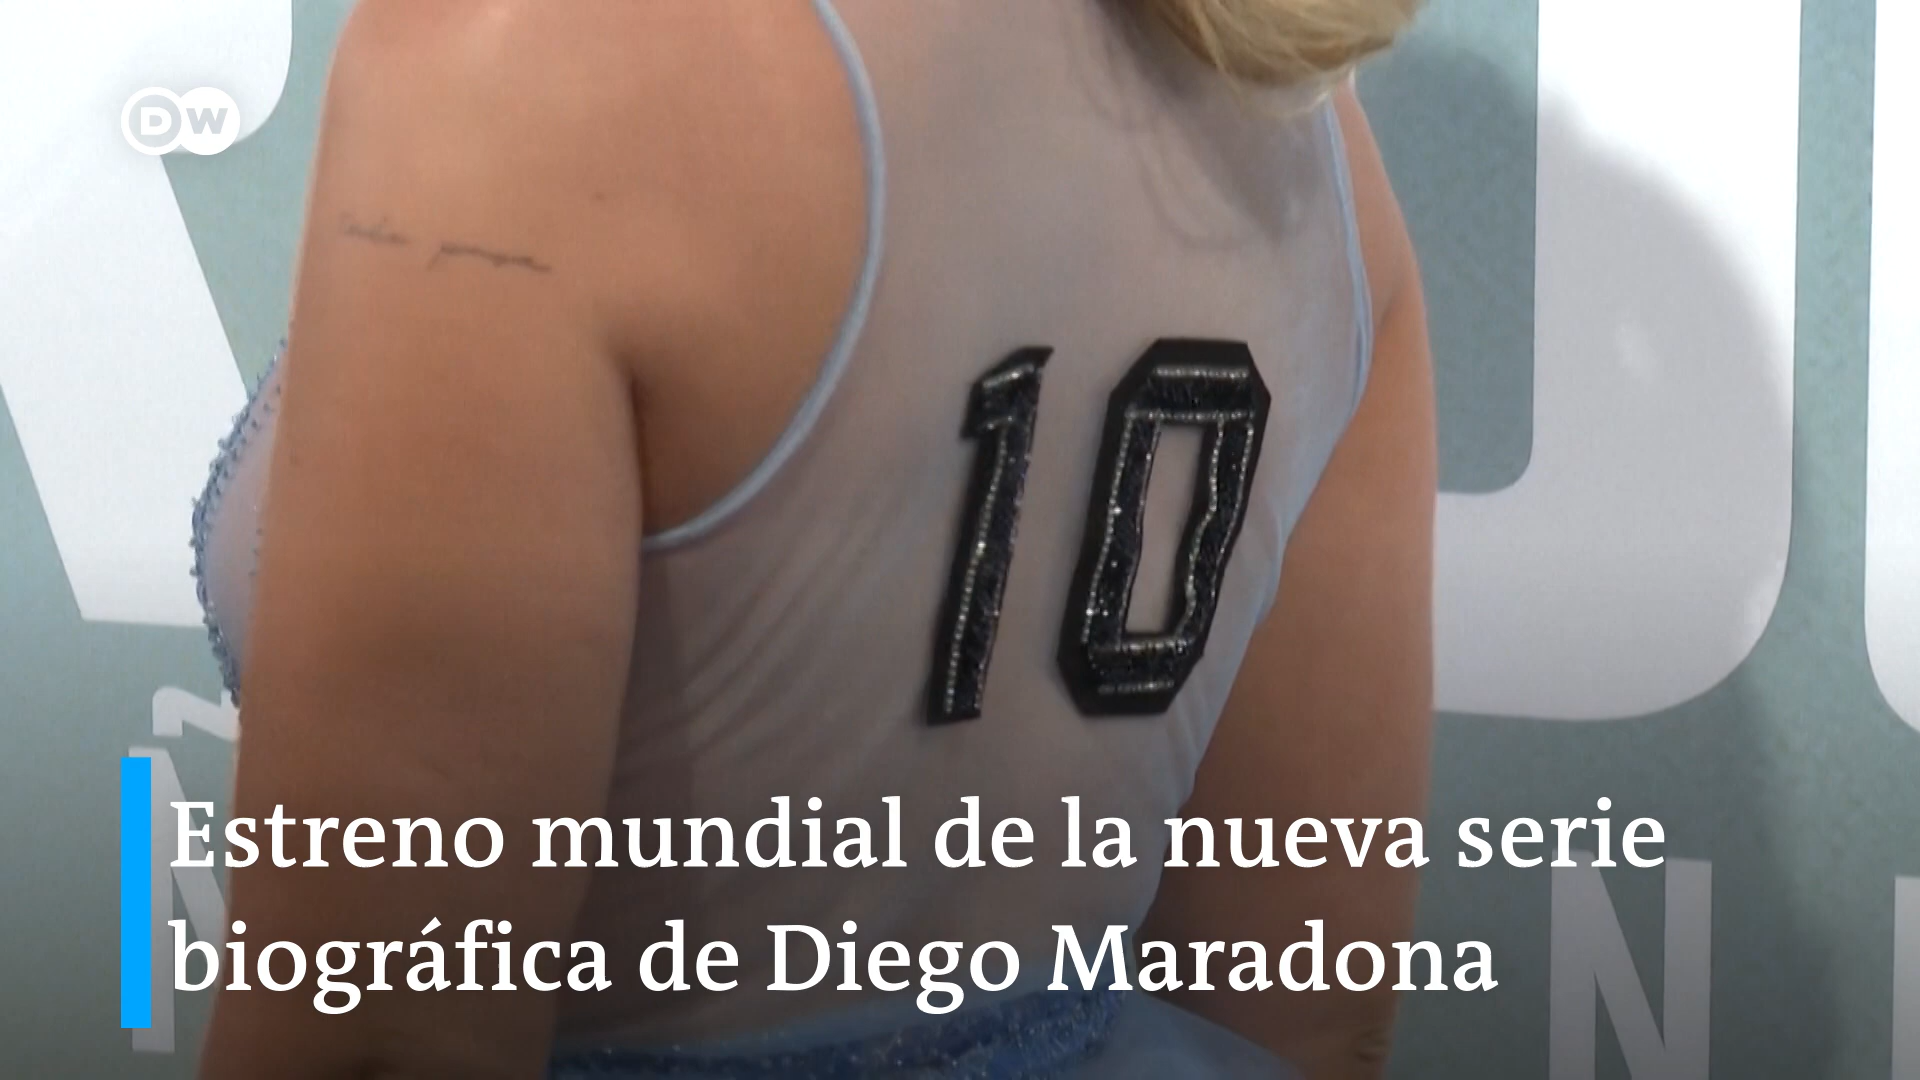 DW
10
Estreno mundial de la nueva serie
biográfica de Diego Maradona